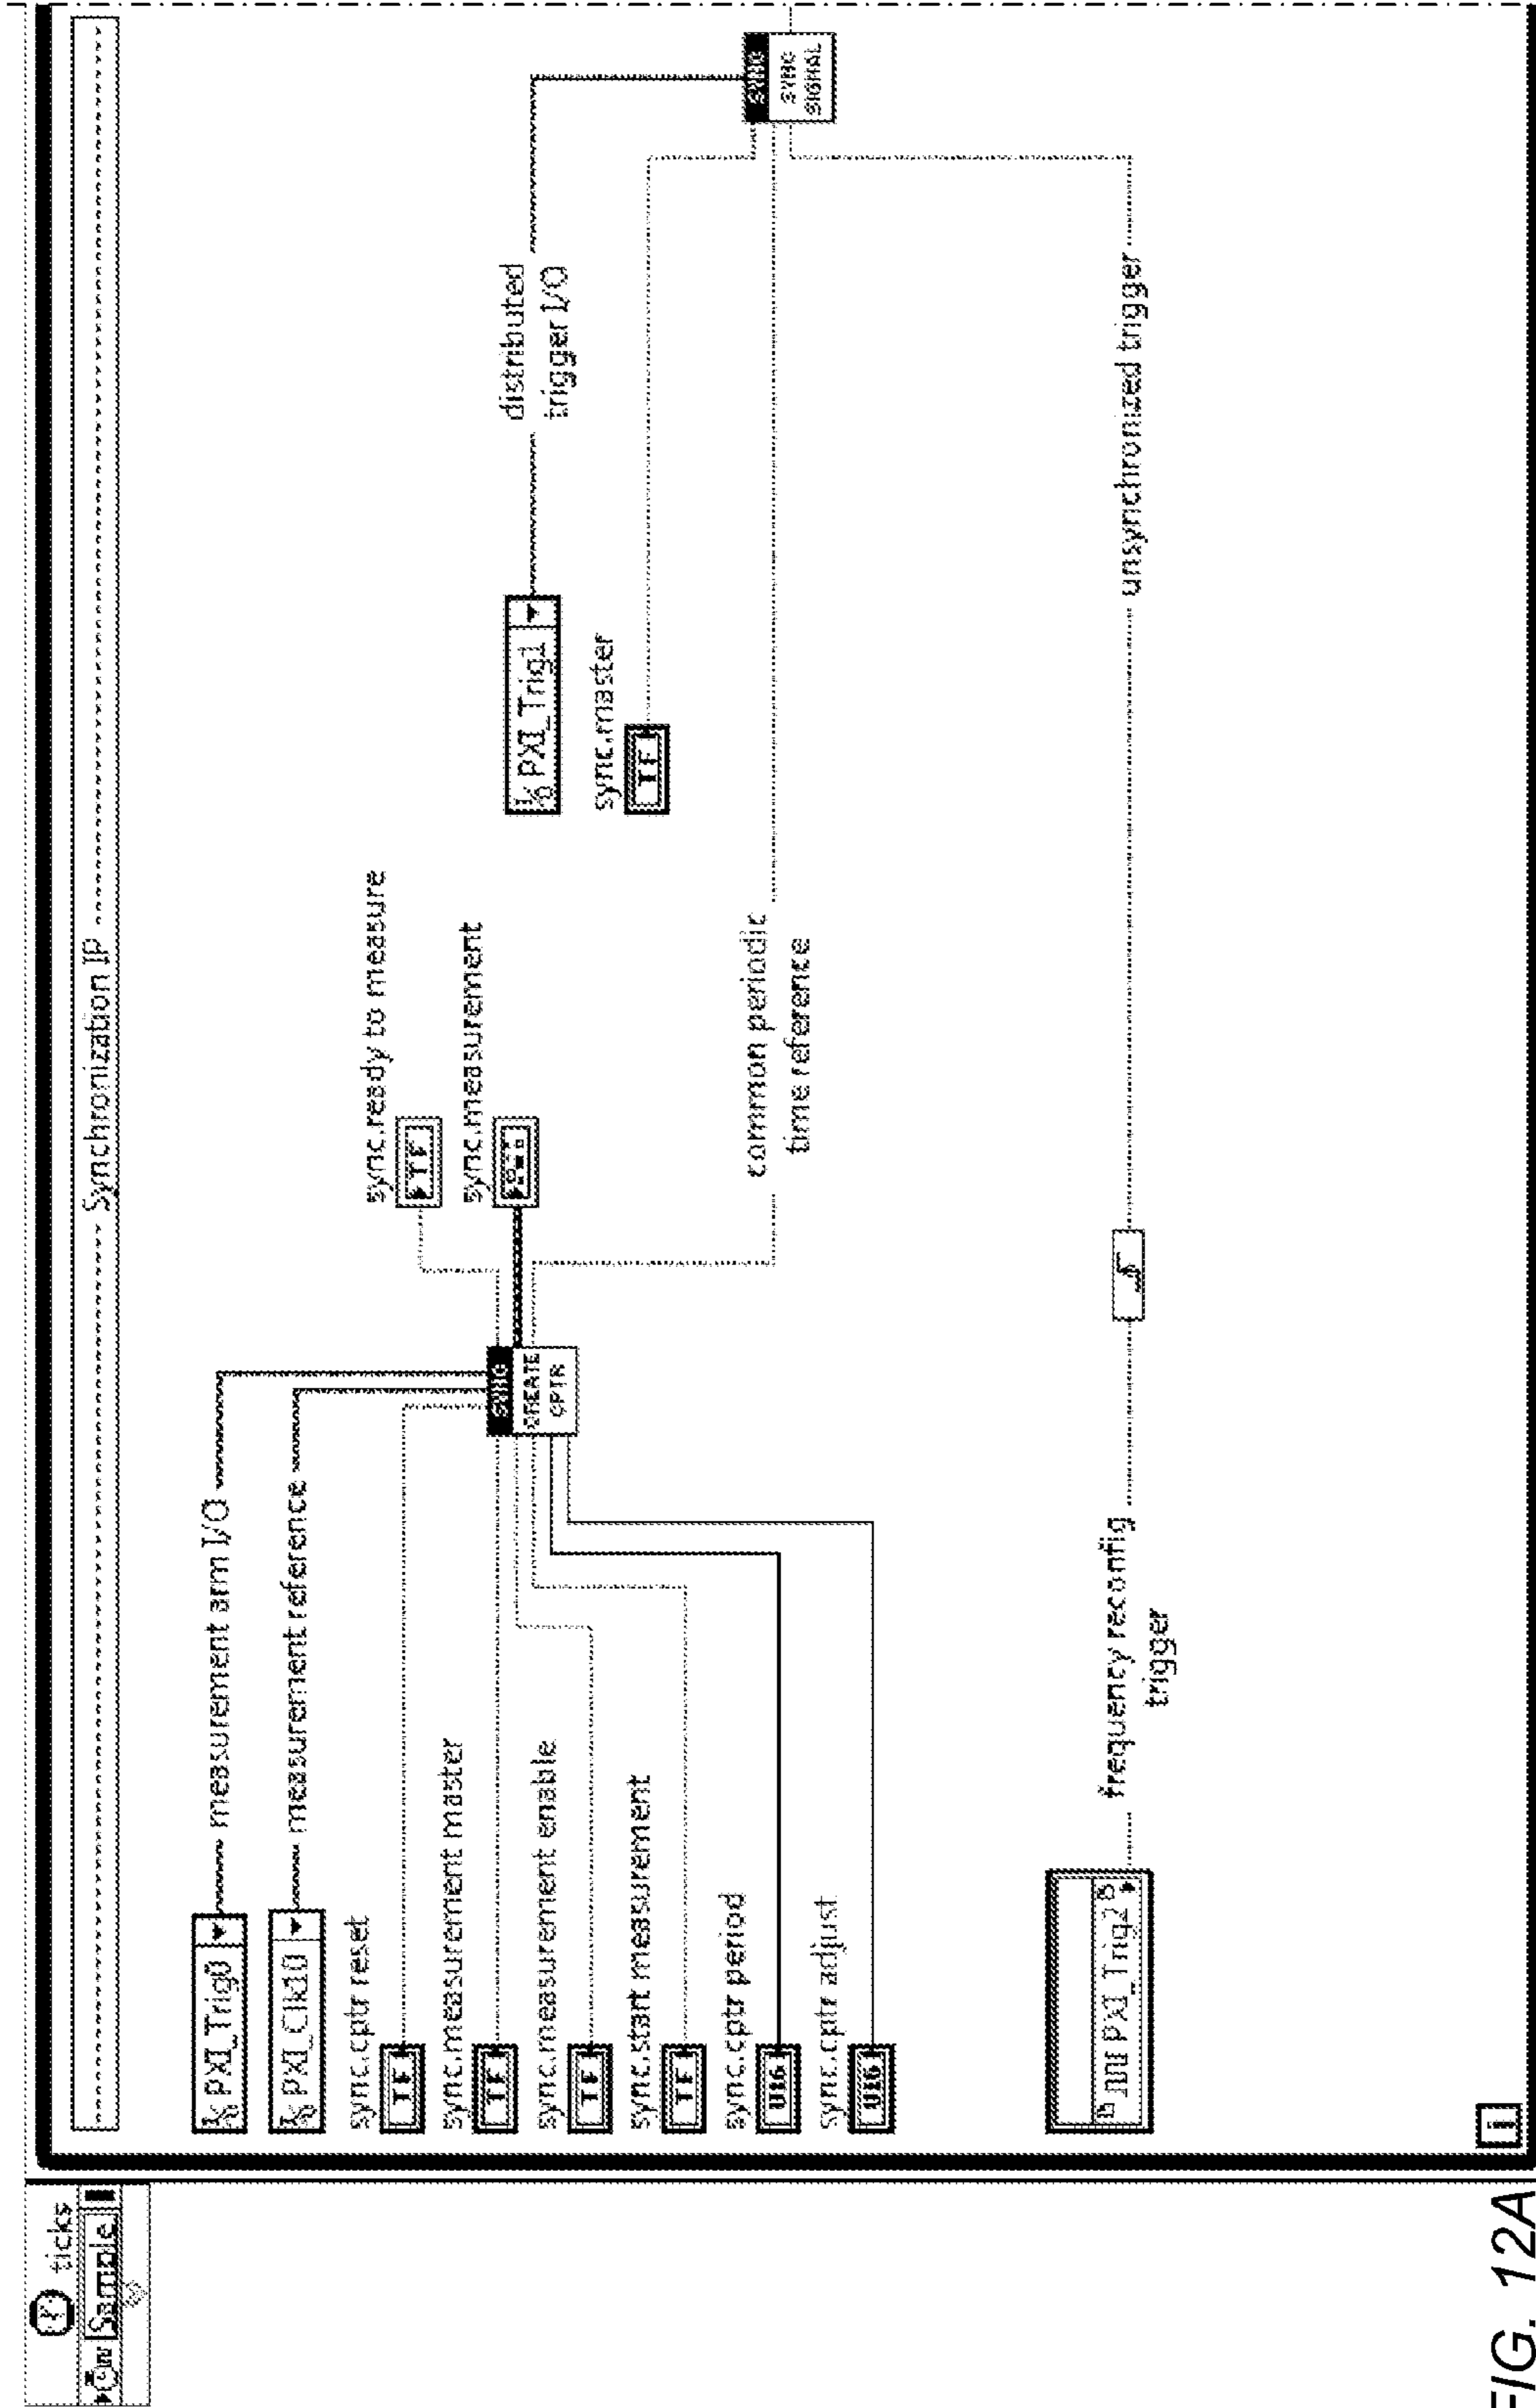 ticks
Sample
Synchronization IP
PXI_Trig0
measurement arm I/O
PXI_Clk10
measurement reference
sync.cptr reset
TF
sync.measurement master
TF
sync.measurement enable
TF
sync.start measurement
TF
sync.cptr period
U16
sync.cptr adjust
U16
SYNC
CREATE
CPTR
sync.ready to measure
TF
sync.measurement
common periodic
time reference
PXI_Trig1
distributed
trigger I/O
sync.master
TF
SYNC
SYNC
SIGNAL
PXI_Trig2
frequency reconfig
trigger
unsynchronized trigger
i
FIG. 12A